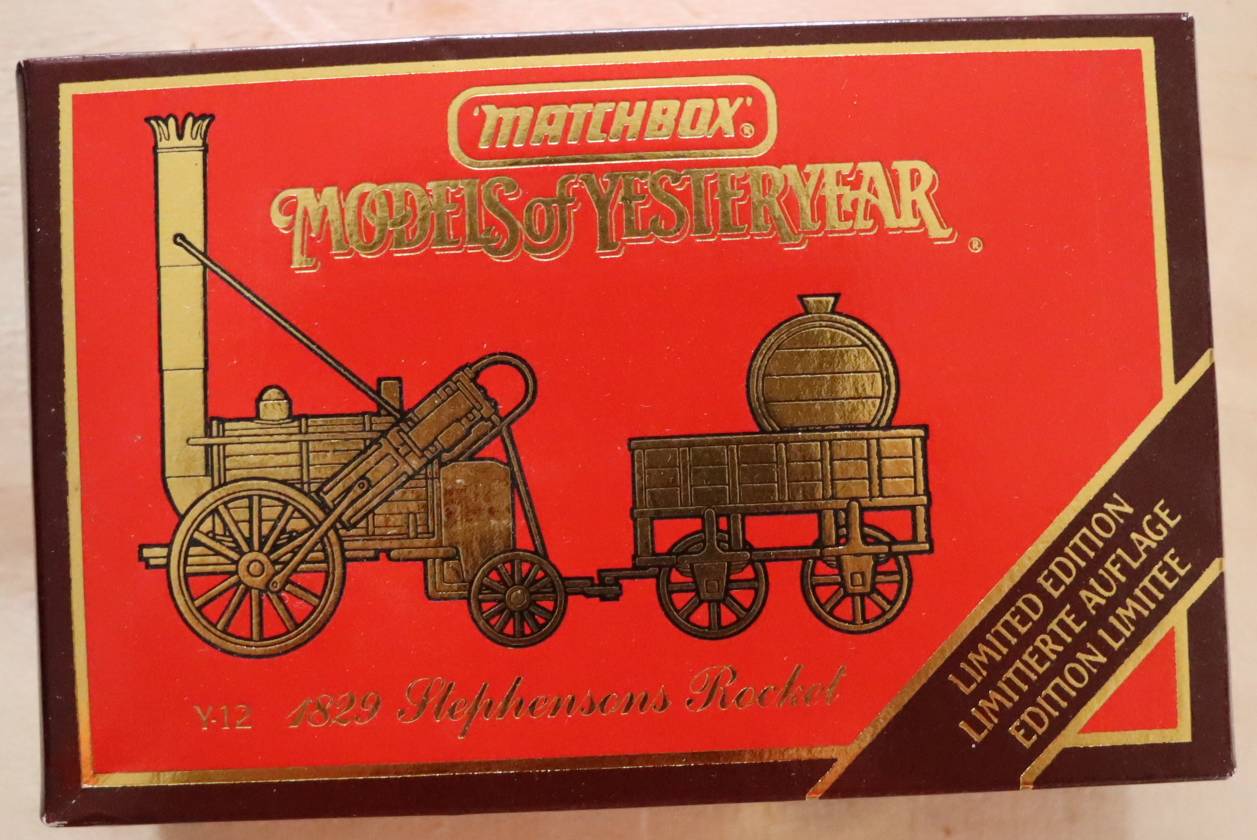 'MATCHBOX'®
MODELS of YESTERYEAR®
Y-12 1829 Stephensons Rocket
LIMITED EDITION
LIMITIERTE AUFLAGE
EDITION LIMITEE